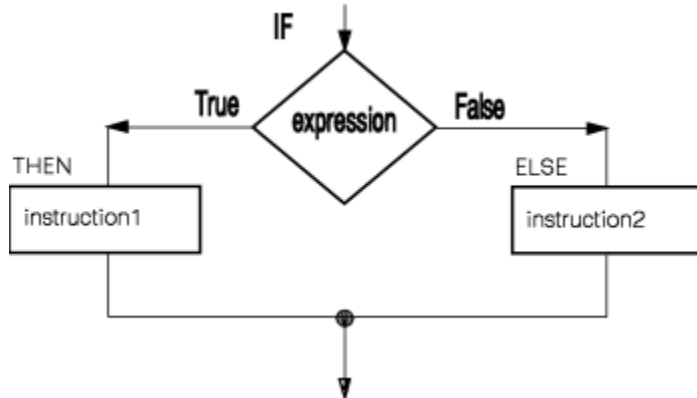 IF
True
expression
False
THEN
ELSE
instruction1
instruction2